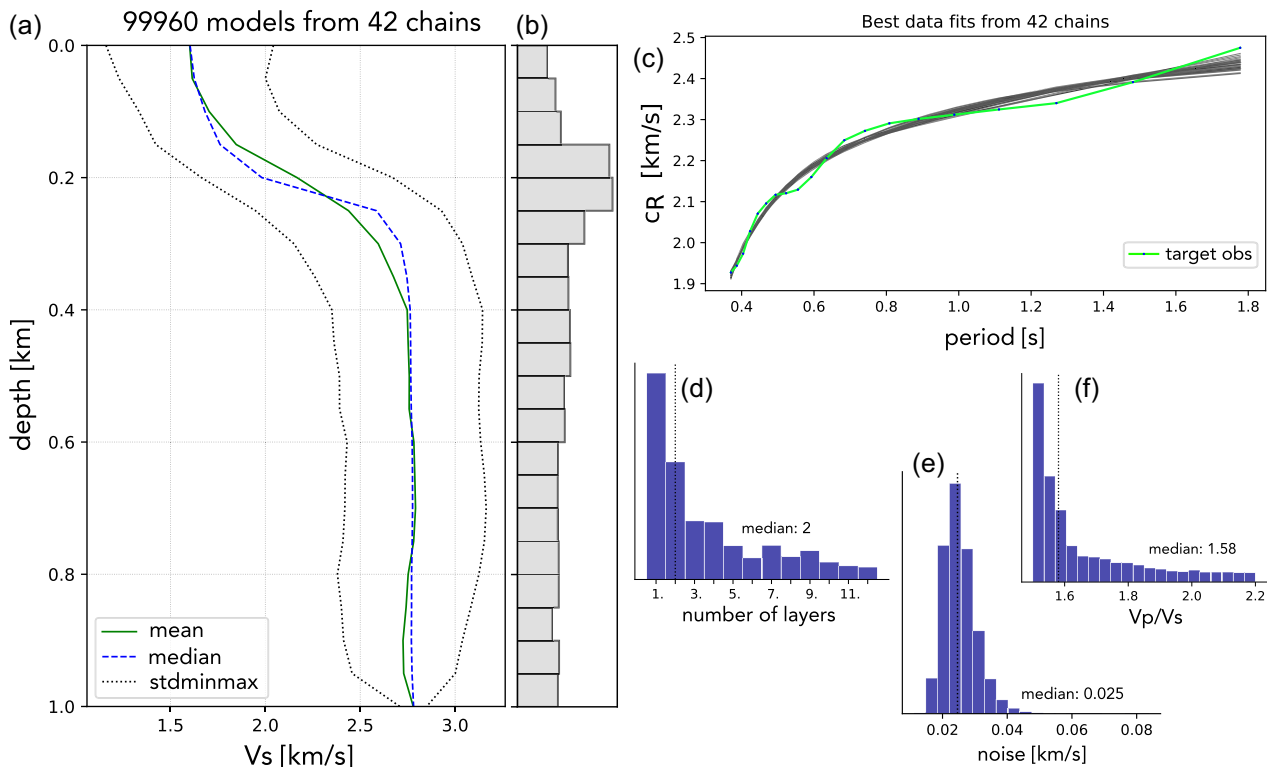 (a)
99960 models from 42 chains
(b)
0.0
0.2
0.4
0.6
0.8
1.0
depth [km]
mean
median
stdminmax
1.5
2.0
2.5
3.0
Vs [km/s]
(c)
Best data fits from 42 chains
2.5
2.4
2.3
2.2
2.1
2.0
1.9
cR [km/s]
target obs
0.4
0.6
0.8
1.0
1.2
1.4
1.6
1.8
period [s]
(d)
median: 2
1.
3.
5.
7.
9.
11.
number of layers
(e)
median: 0.025
0.02
0.04
0.06
0.08
noise [km/s]
(f)
median: 1.58
1.6
1.8
2.0
2.2
Vp/Vs